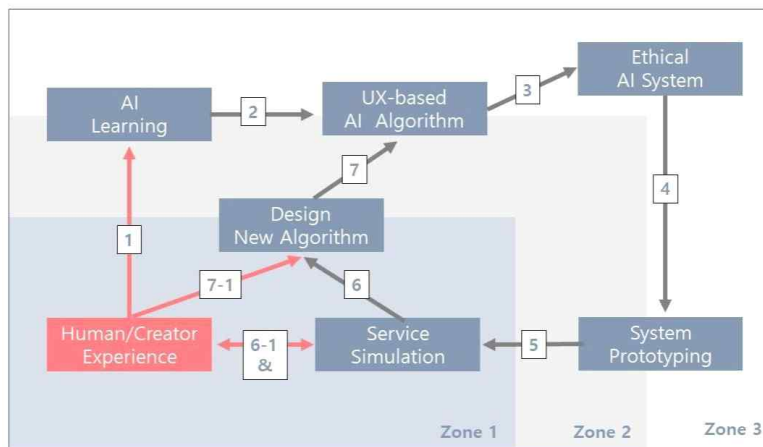 Ethical
AI System
AI
Learning
2
UX-based
AI Algorithm
3
7
4
Design
New Algorithm
1
7-1
6
Human/Creator
Experience
6-1
&
Service
Simulation
5
System
Prototyping
Zone 1
Zone 2
Zone 3